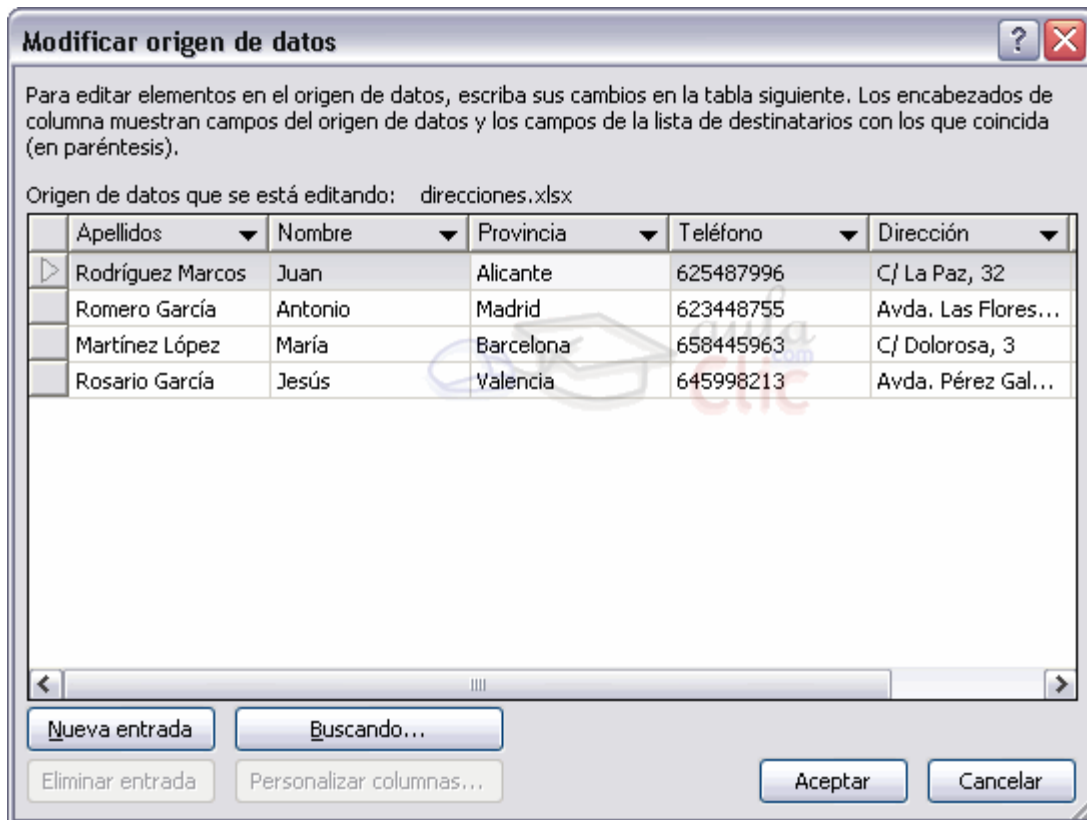 Modificar origen de datos
Para editar elementos en el origen de datos, escriba sus cambios en la tabla siguiente. Los encabezados de
columna muestran campos del origen de datos y los campos de la lista de destinatarios con los que coincida
(en paréntesis).
Origen de datos que se está editando: direcciones.xlsx
Apellidos Nombre Provincia Teléfono Dirección
Rodríguez Marcos Juan Alicante 625487996 C/ La Paz, 32
Romero García Antonio Madrid 623448755 Avda. Las Flores...
Martínez López María Barcelona 658445963 C/ Dolorosa, 3
Rosario García Jesús Valencia 645998213 Avda. Pérez Gal...
aula
.com
Clic
Nueva entrada Buscando...
Eliminar entrada Personalizar columnas... Aceptar Cancelar